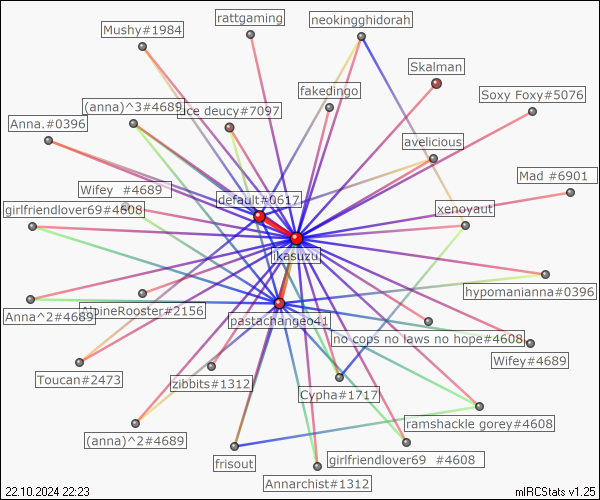 rattgaming
neokingghidorah
Mushy#1984
Skalman
fakedingo
Soxy Foxy#5076
(anna)^3#4689
uce deucy#7097
Anna.#0396
avelicious
Mad #6901
Wifey #4689
default#0617
girlfriendlover69#4608
xenoyaut
ikasuzu
hypomanianna#0396
AlpineRooster#2156
Anna^2#4689
pastachangeo41
no cops no laws no hope#4608
Wifey#4689
Toucan#2473
zibbits#1312
Cypha#1717
ramshackle gorey#4608
(anna)^2#4689
frisout
girlfriendlover69 #4608
Annarchist#1312
22.10.2024 22:23
mIRCStats v1.25